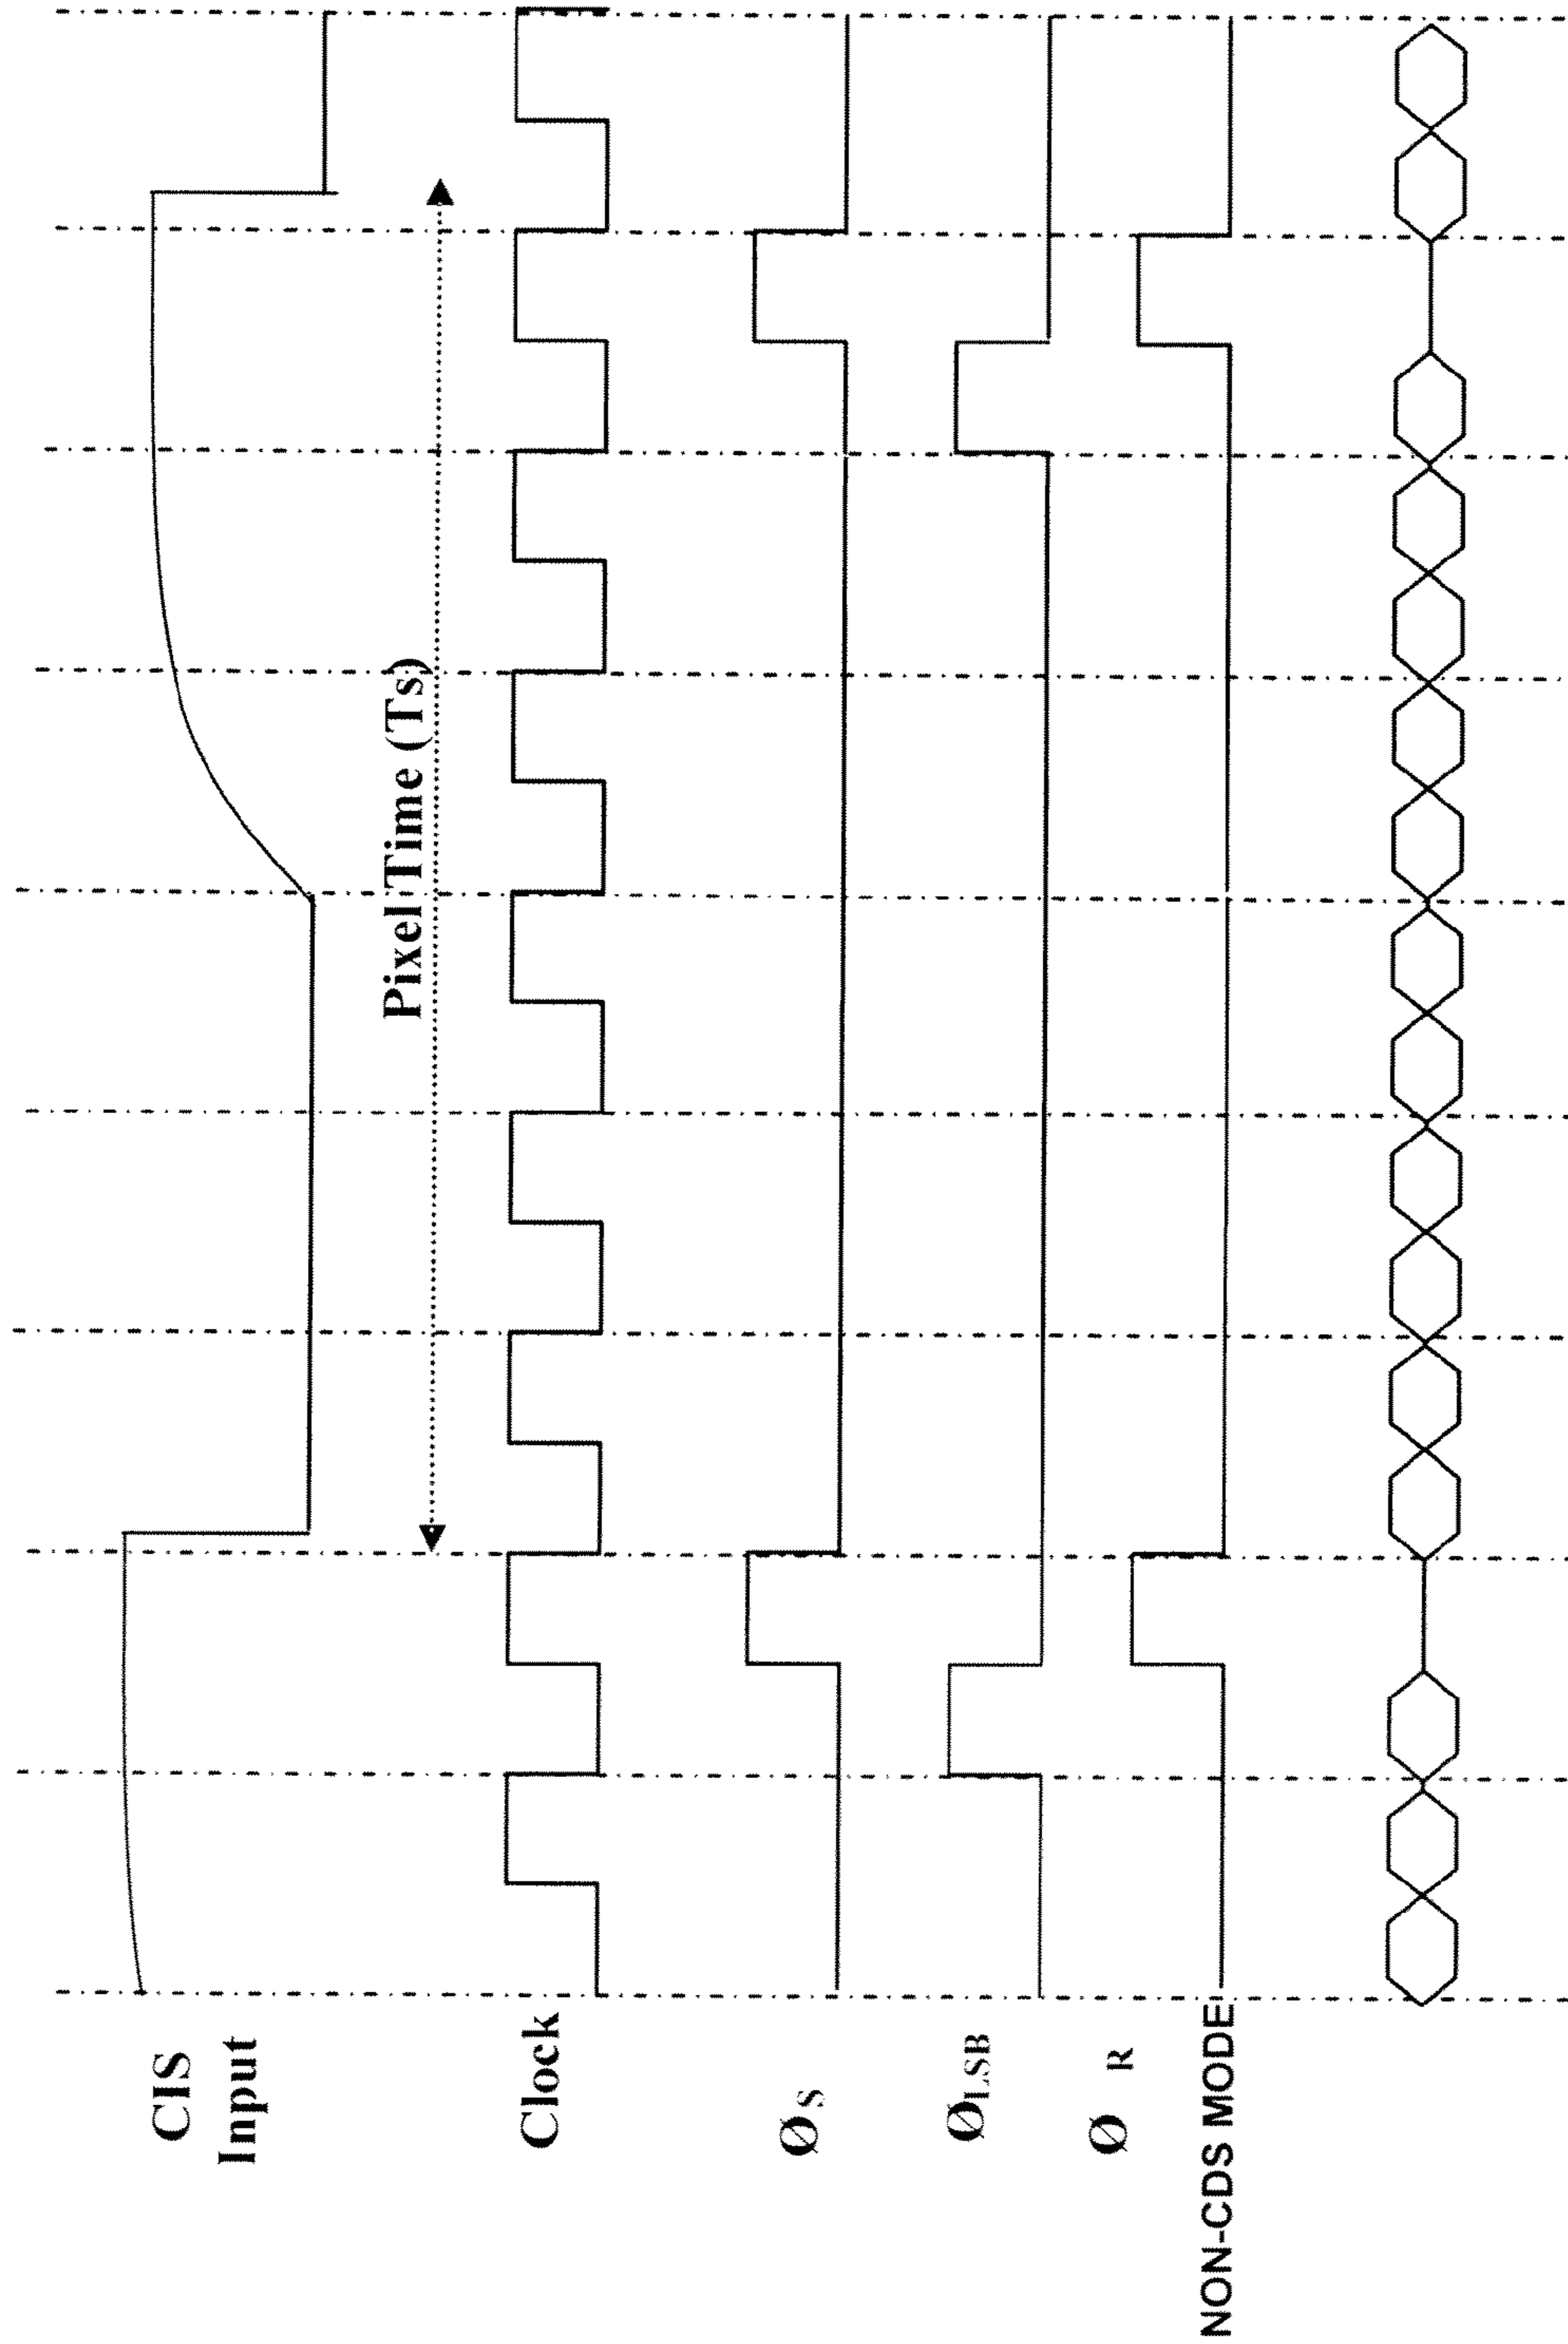 CIS
Input
Pixel Time (Ts)
Clock
ØS
ØLSB
Ø R
NON-CDS MODE